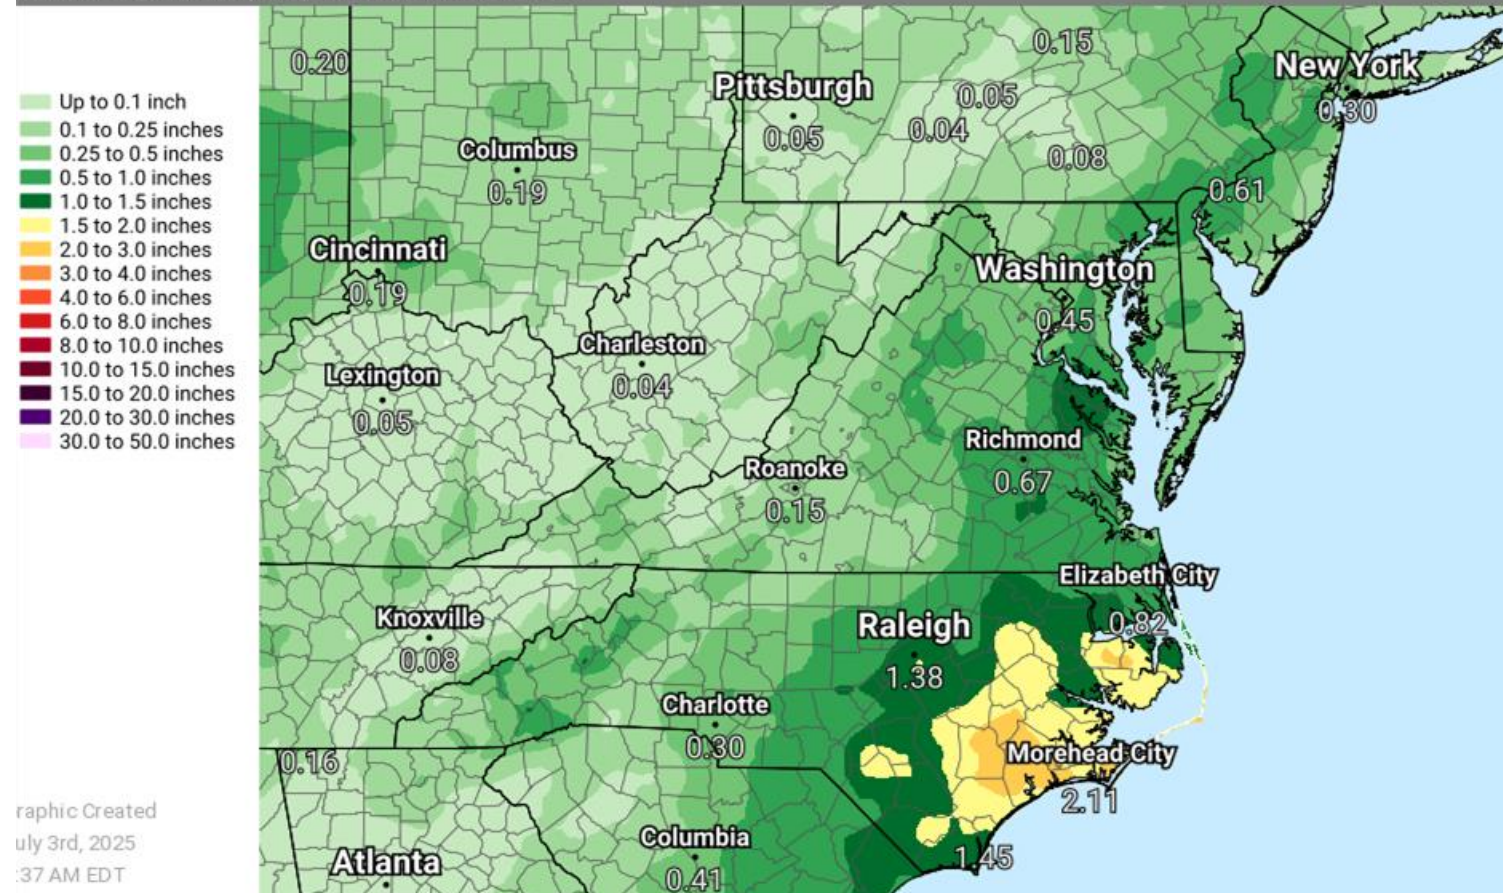 Up to 0.1 inch
0.1 to 0.25 inches
0.25 to 0.5 inches
0.5 to 1.0 inches
1.0 to 1.5 inches
1.5 to 2.0 inches
2.0 to 3.0 inches
3.0 to 4.0 inches
4.0 to 6.0 inches
6.0 to 8.0 inches
8.0 to 10.0 inches
10.0 to 15.0 inches
15.0 to 20.0 inches
20.0 to 30.0 inches
30.0 to 50.0 inches
raphic Created
uly 3rd, 2025
:37 AM EDT
0.20
0.15
New York
0.30
Pittsburgh
0.05
0.05
0.04
0.08
Columbus
0.19
0.61
Cincinnati
0.19
Washington
0.45
Charleston
0.04
Lexington
0.05
Richmond
0.67
Roanoke
0.15
Elizabeth City
0.82
Knoxville
0.08
Raleigh
1.38
Charlotte
0.30
0.16
Morehead City
2.11
Columbia
0.41
1.45
Atlanta